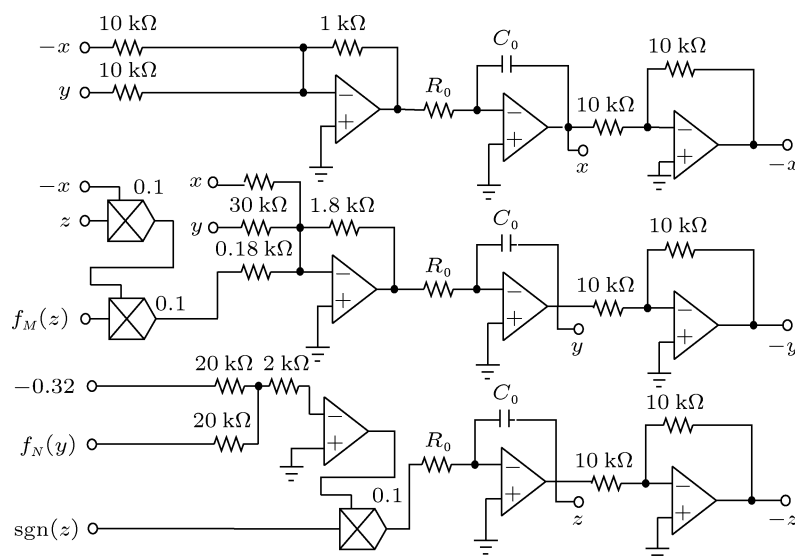 10 kΩ
1 kΩ
C₀
10 kΩ
−x
10 kΩ
R₀
y
10 kΩ
−
+
−
+
−
+
x
−x
−x
0.1
x
z
30 kΩ
1.8 kΩ
C₀
10 kΩ
y
0.18 kΩ
R₀
10 kΩ
−
+
−
+
−
+
f_M(z)
0.1
y
−y
20 kΩ
2 kΩ
C₀
10 kΩ
−0.32
20 kΩ
R₀
f_N(y)
10 kΩ
−
+
−
+
−
+
0.1
sgn(z)
z
−z